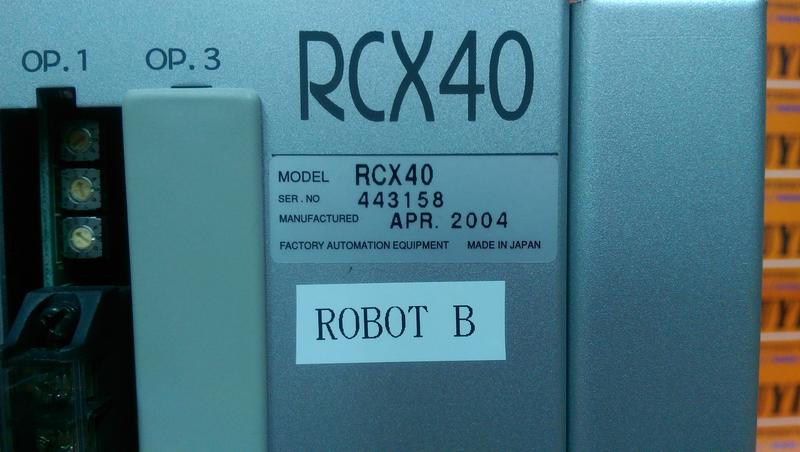 OP.1
OP.3
RCX40
MODEL RCX40
SER. NO 443158
MANUFACTURED APR. 2004
FACTORY AUTOMATION EQUIPMENT MADE IN JAPAN
ROBOT B